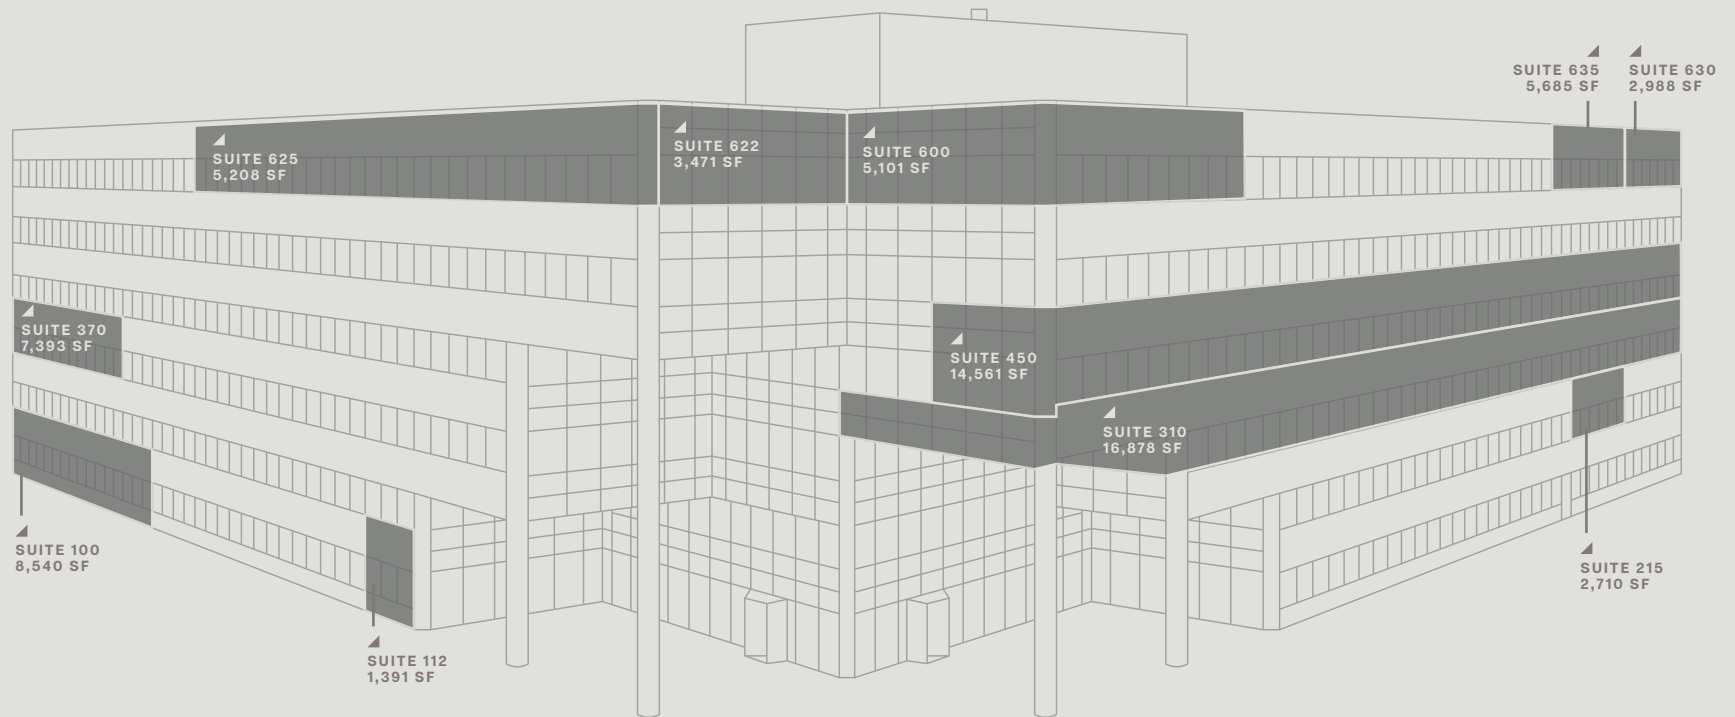 SUITE 635
5,685 SF
SUITE 630
2,988 SF
SUITE 625
5,208 SF
SUITE 622
3,471 SF
SUITE 600
5,101 SF
SUITE 370
7,393 SF
SUITE 450
14,561 SF
SUITE 310
16,878 SF
SUITE 100
8,540 SF
SUITE 215
2,710 SF
SUITE 112
1,391 SF